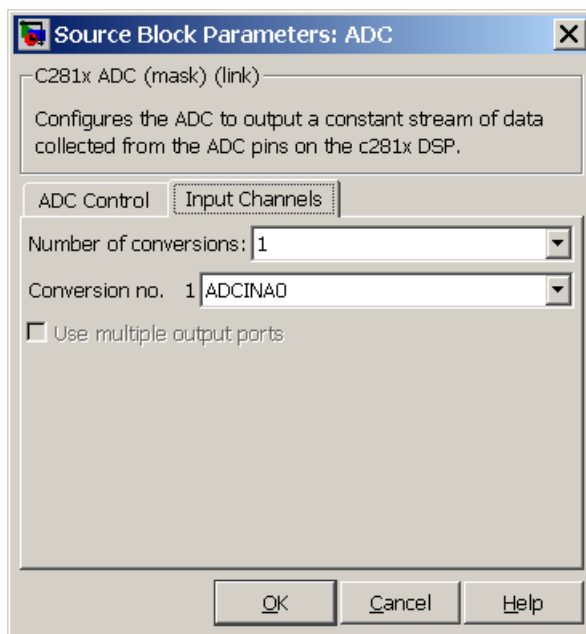 Source Block Parameters: ADC
C281x ADC (mask) (link)
Configures the ADC to output a constant stream of data
collected from the ADC pins on the c281x DSP.
ADC Control Input Channels
Number of conversions: 1
Conversion no. 1 ADCINA0
Use multiple output ports
OK Cancel Help